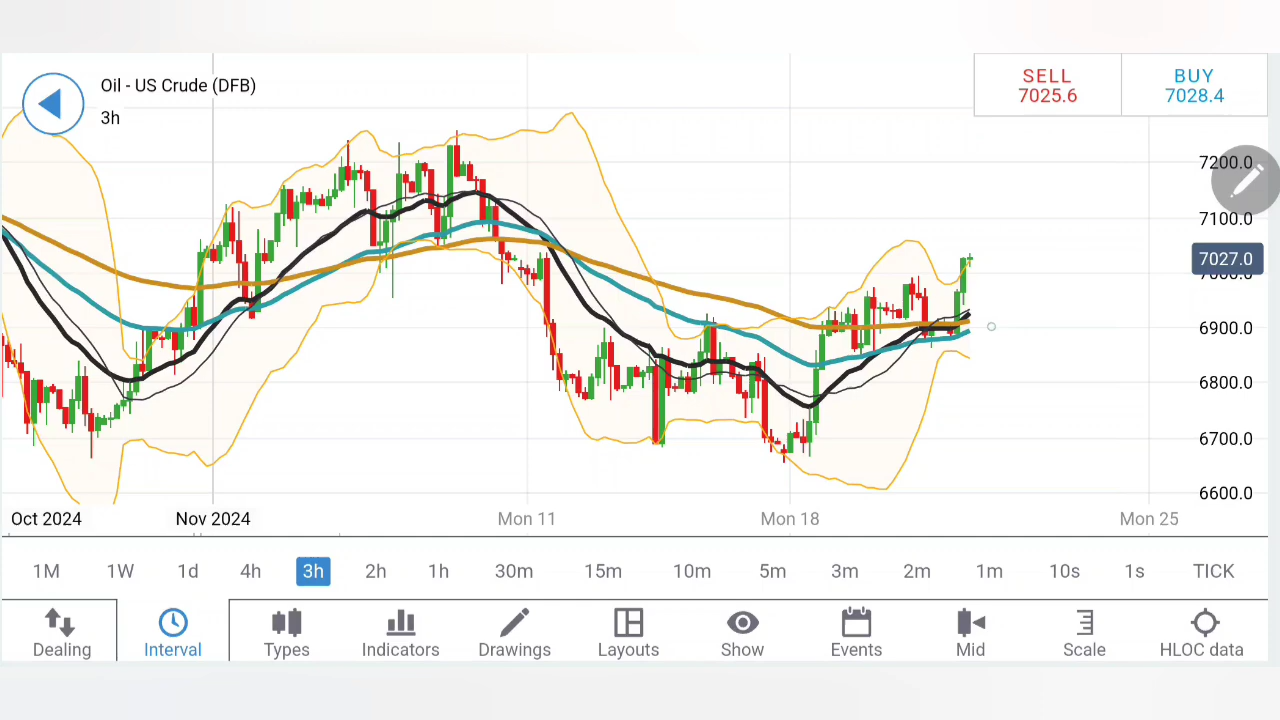 Oil - US Crude (DFB)
3h
SELL
7025.6
BUY
7028.4
7200.0
7100.0
7027.0
7000.0
6900.0
6800.0
6700.0
6600.0
Oct 2024
Nov 2024
Mon 11
Mon 18
Mon 25
1M 1W 1d 4h 3h 2h 1h 30m 15m 10m 5m 3m 2m 1m 10s 1s TICK
Dealing Interval Types Indicators Drawings Layouts Show Events Mid Scale HLOC data